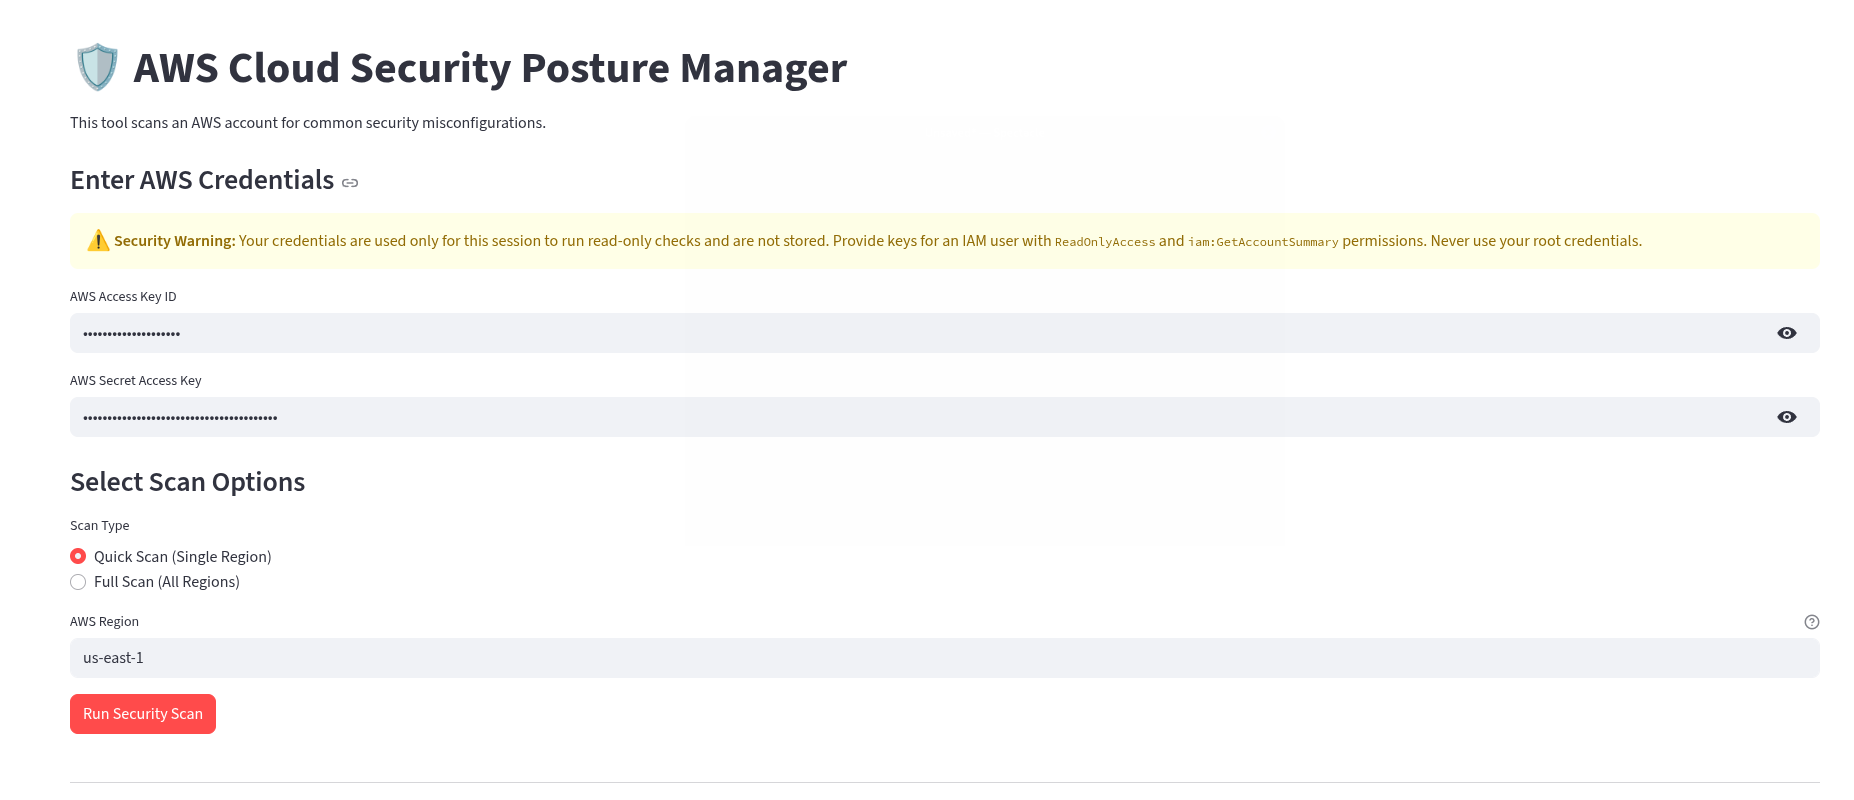 🛡️ AWS Cloud Security Posture Manager
This tool scans an AWS account for common security misconfigurations.
Enter AWS Credentials
⚠️ Security Warning: Your credentials are used only for this session to run read-only checks and are not stored. Provide keys for an IAM user with ReadOnlyAccess and iam:GetAccountSummary permissions. Never use your root credentials.
AWS Access Key ID
••••••••••••••••••••
AWS Secret Access Key
••••••••••••••••••••••••••••••••••••••••
Select Scan Options
Scan Type
Quick Scan (Single Region)
Full Scan (All Regions)
AWS Region
us-east-1
Run Security Scan